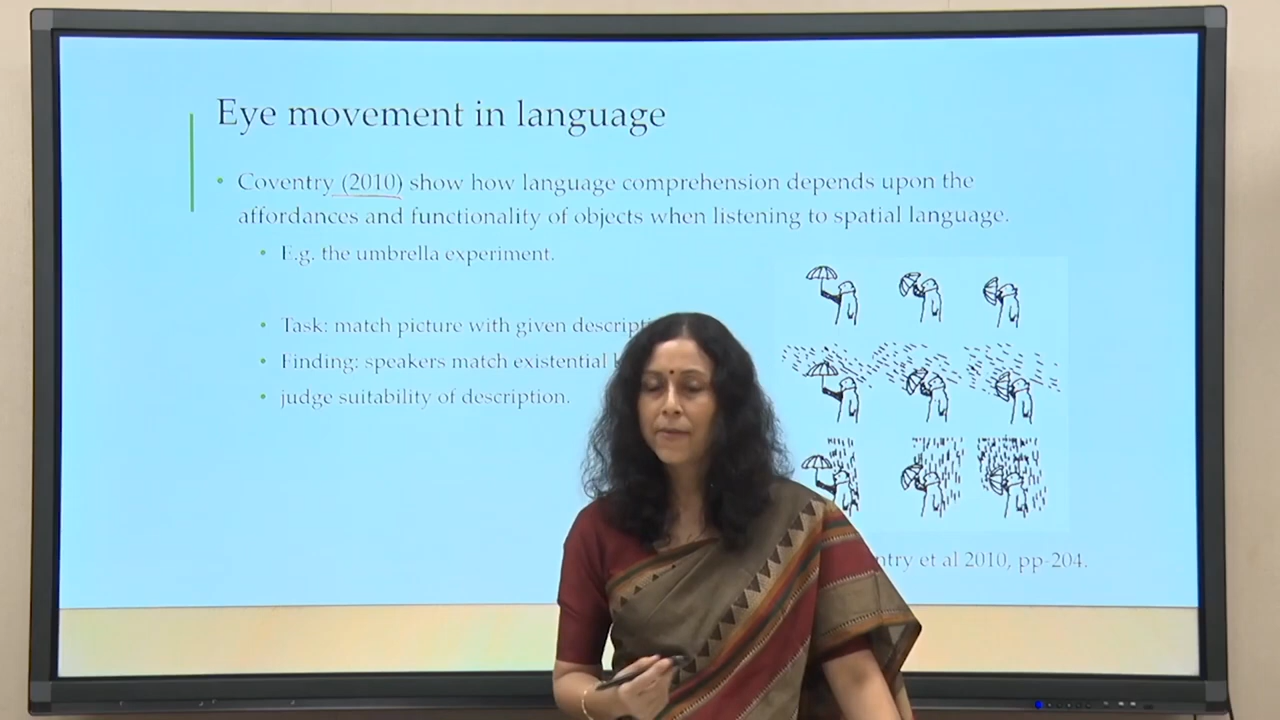 Eye movement in language
• Coventry (2010) show how language comprehension depends upon the
affordances and functionality of objects when listening to spatial language.
• E.g. the umbrella experiment.
• Task: match picture with given
• Finding: speakers match existential
• judge suitability of description.
et al 2010, pp-204.